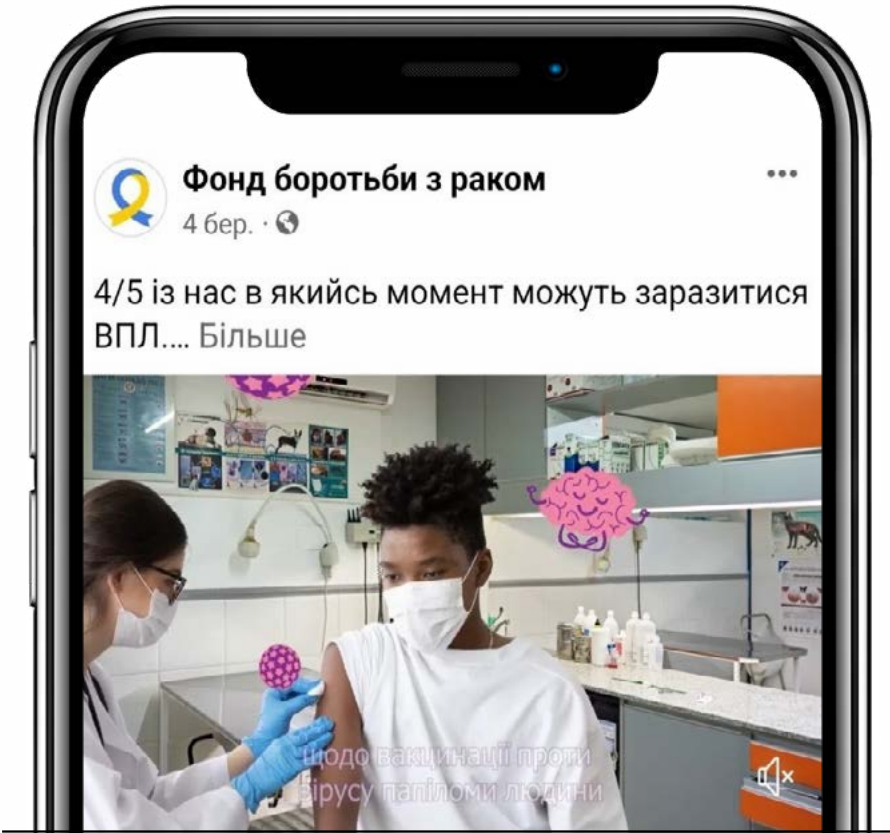 Фонд боротьби з раком
4 бер. ·
4/5 із нас в якийсь момент можуть заразитися
ВПЛ.... Більше
щодо вакцинації проти
вірусу папіломи людини